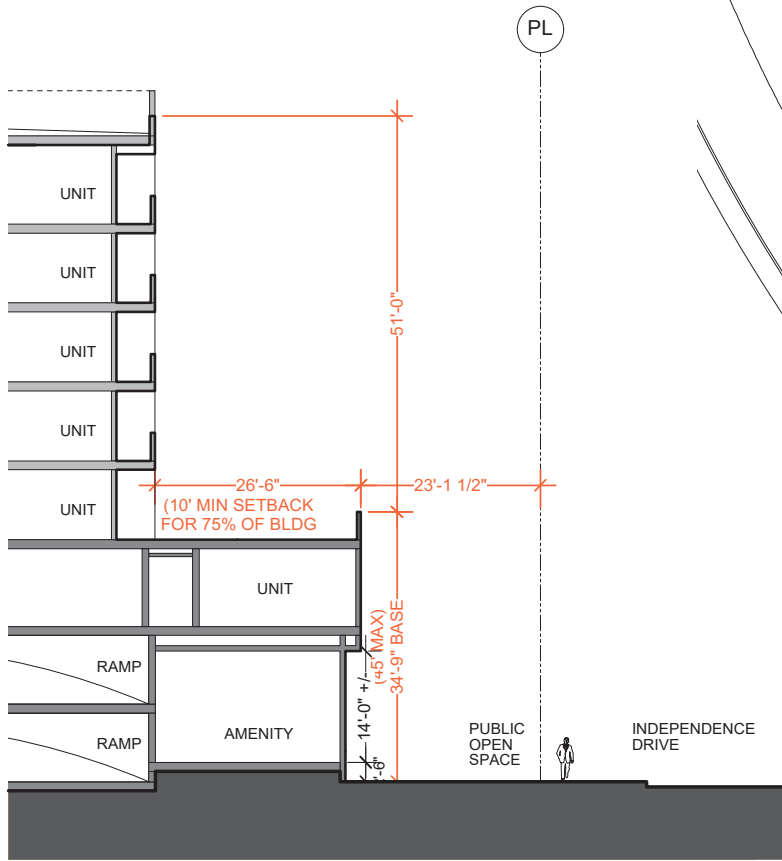 PL
UNIT
UNIT
51'-0"
UNIT
UNIT
26'-6"
23'-1 1/2"
(10' MIN SETBACK
FOR 75% OF BLDG
UNIT
UNIT
(45' MAX)
34'-9" BASE
14'-0" +/-
RAMP
AMENITY
RAMP
PUBLIC
OPEN
SPACE
INDEPENDENCE
DRIVE
'-6"